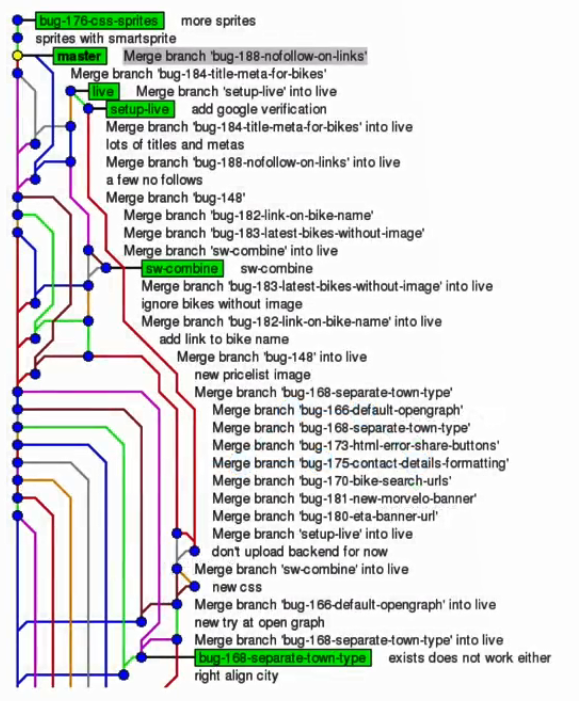 bug-176-css-sprites more sprites
sprites with smartsprite
master Merge branch 'bug-188-nofollow-on-links'
Merge branch 'bug-184-title-meta-for-bikes'
live Merge branch 'setup-live' into live
setup-live add google verification
Merge branch 'bug-184-title-meta-for-bikes' into live
lots of titles and metas
Merge branch 'bug-188-nofollow-on-links' into live
a few no follows
Merge branch 'bug-148'
Merge branch 'bug-182-link-on-bike-name'
Merge branch 'bug-183-latest-bikes-without-image'
Merge branch 'sw-combine' into live
sw-combine sw-combine
Merge branch 'bug-183-latest-bikes-without-image' into live
ignore bikes without image
Merge branch 'bug-182-link-on-bike-name' into live
add link to bike name
Merge branch 'bug-148' into live
new pricelist image
Merge branch 'bug-168-separate-town-type'
Merge branch 'bug-166-default-opengraph'
Merge branch 'bug-168-separate-town-type'
Merge branch 'bug-173-html-error-share-buttons'
Merge branch 'bug-175-contact-details-formatting'
Merge branch 'bug-170-bike-search-urls'
Merge branch 'bug-181-new-morvelo-banner'
Merge branch 'bug-180-eta-banner-url'
Merge branch 'setup-live' into live
don't upload backend for now
Merge branch 'sw-combine' into live
new css
Merge branch 'bug-166-default-opengraph' into live
new try at open graph
Merge branch 'bug-168-separate-town-type' into live
bug-168-separate-town-type exists does not work either
right align city